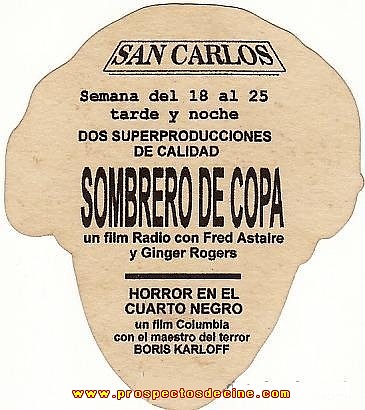 SAN CARLOS
Semana del 18 al 25
tarde y noche
DOS SUPERPRODUCCIONES
DE CALIDAD
SOMBRERO DE COPA
un film Radio con Fred Astaire
y Ginger Rogers
HORROR EN EL
CUARTO NEGRO
un film Columbia
con el maestro del terror
BORIS KARLOFF
www.prospectosdecine.com